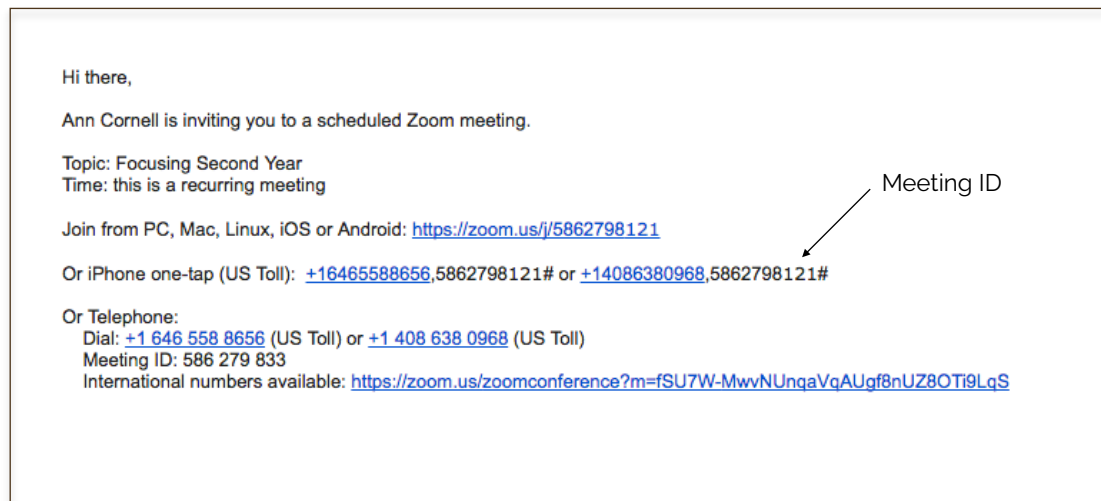 Hi there,
Ann Cornell is inviting you to a scheduled Zoom meeting.
Topic: Focusing Second Year
Time: this is a recurring meeting
Meeting ID
Join from PC, Mac, Linux, iOS or Android: https://zoom.us/j/5862798121
Or iPhone one-tap (US Toll): +16465588656,5862798121# or +14086380968,5862798121#
Or Telephone:
Dial: +1 646 558 8656 (US Toll) or +1 408 638 0968 (US Toll)
Meeting ID: 586 279 833
International numbers available: https://zoom.us/zoomconference?m=fSU7W-MwvNUnqaVqAUgf8nUZ8OTi9LqS